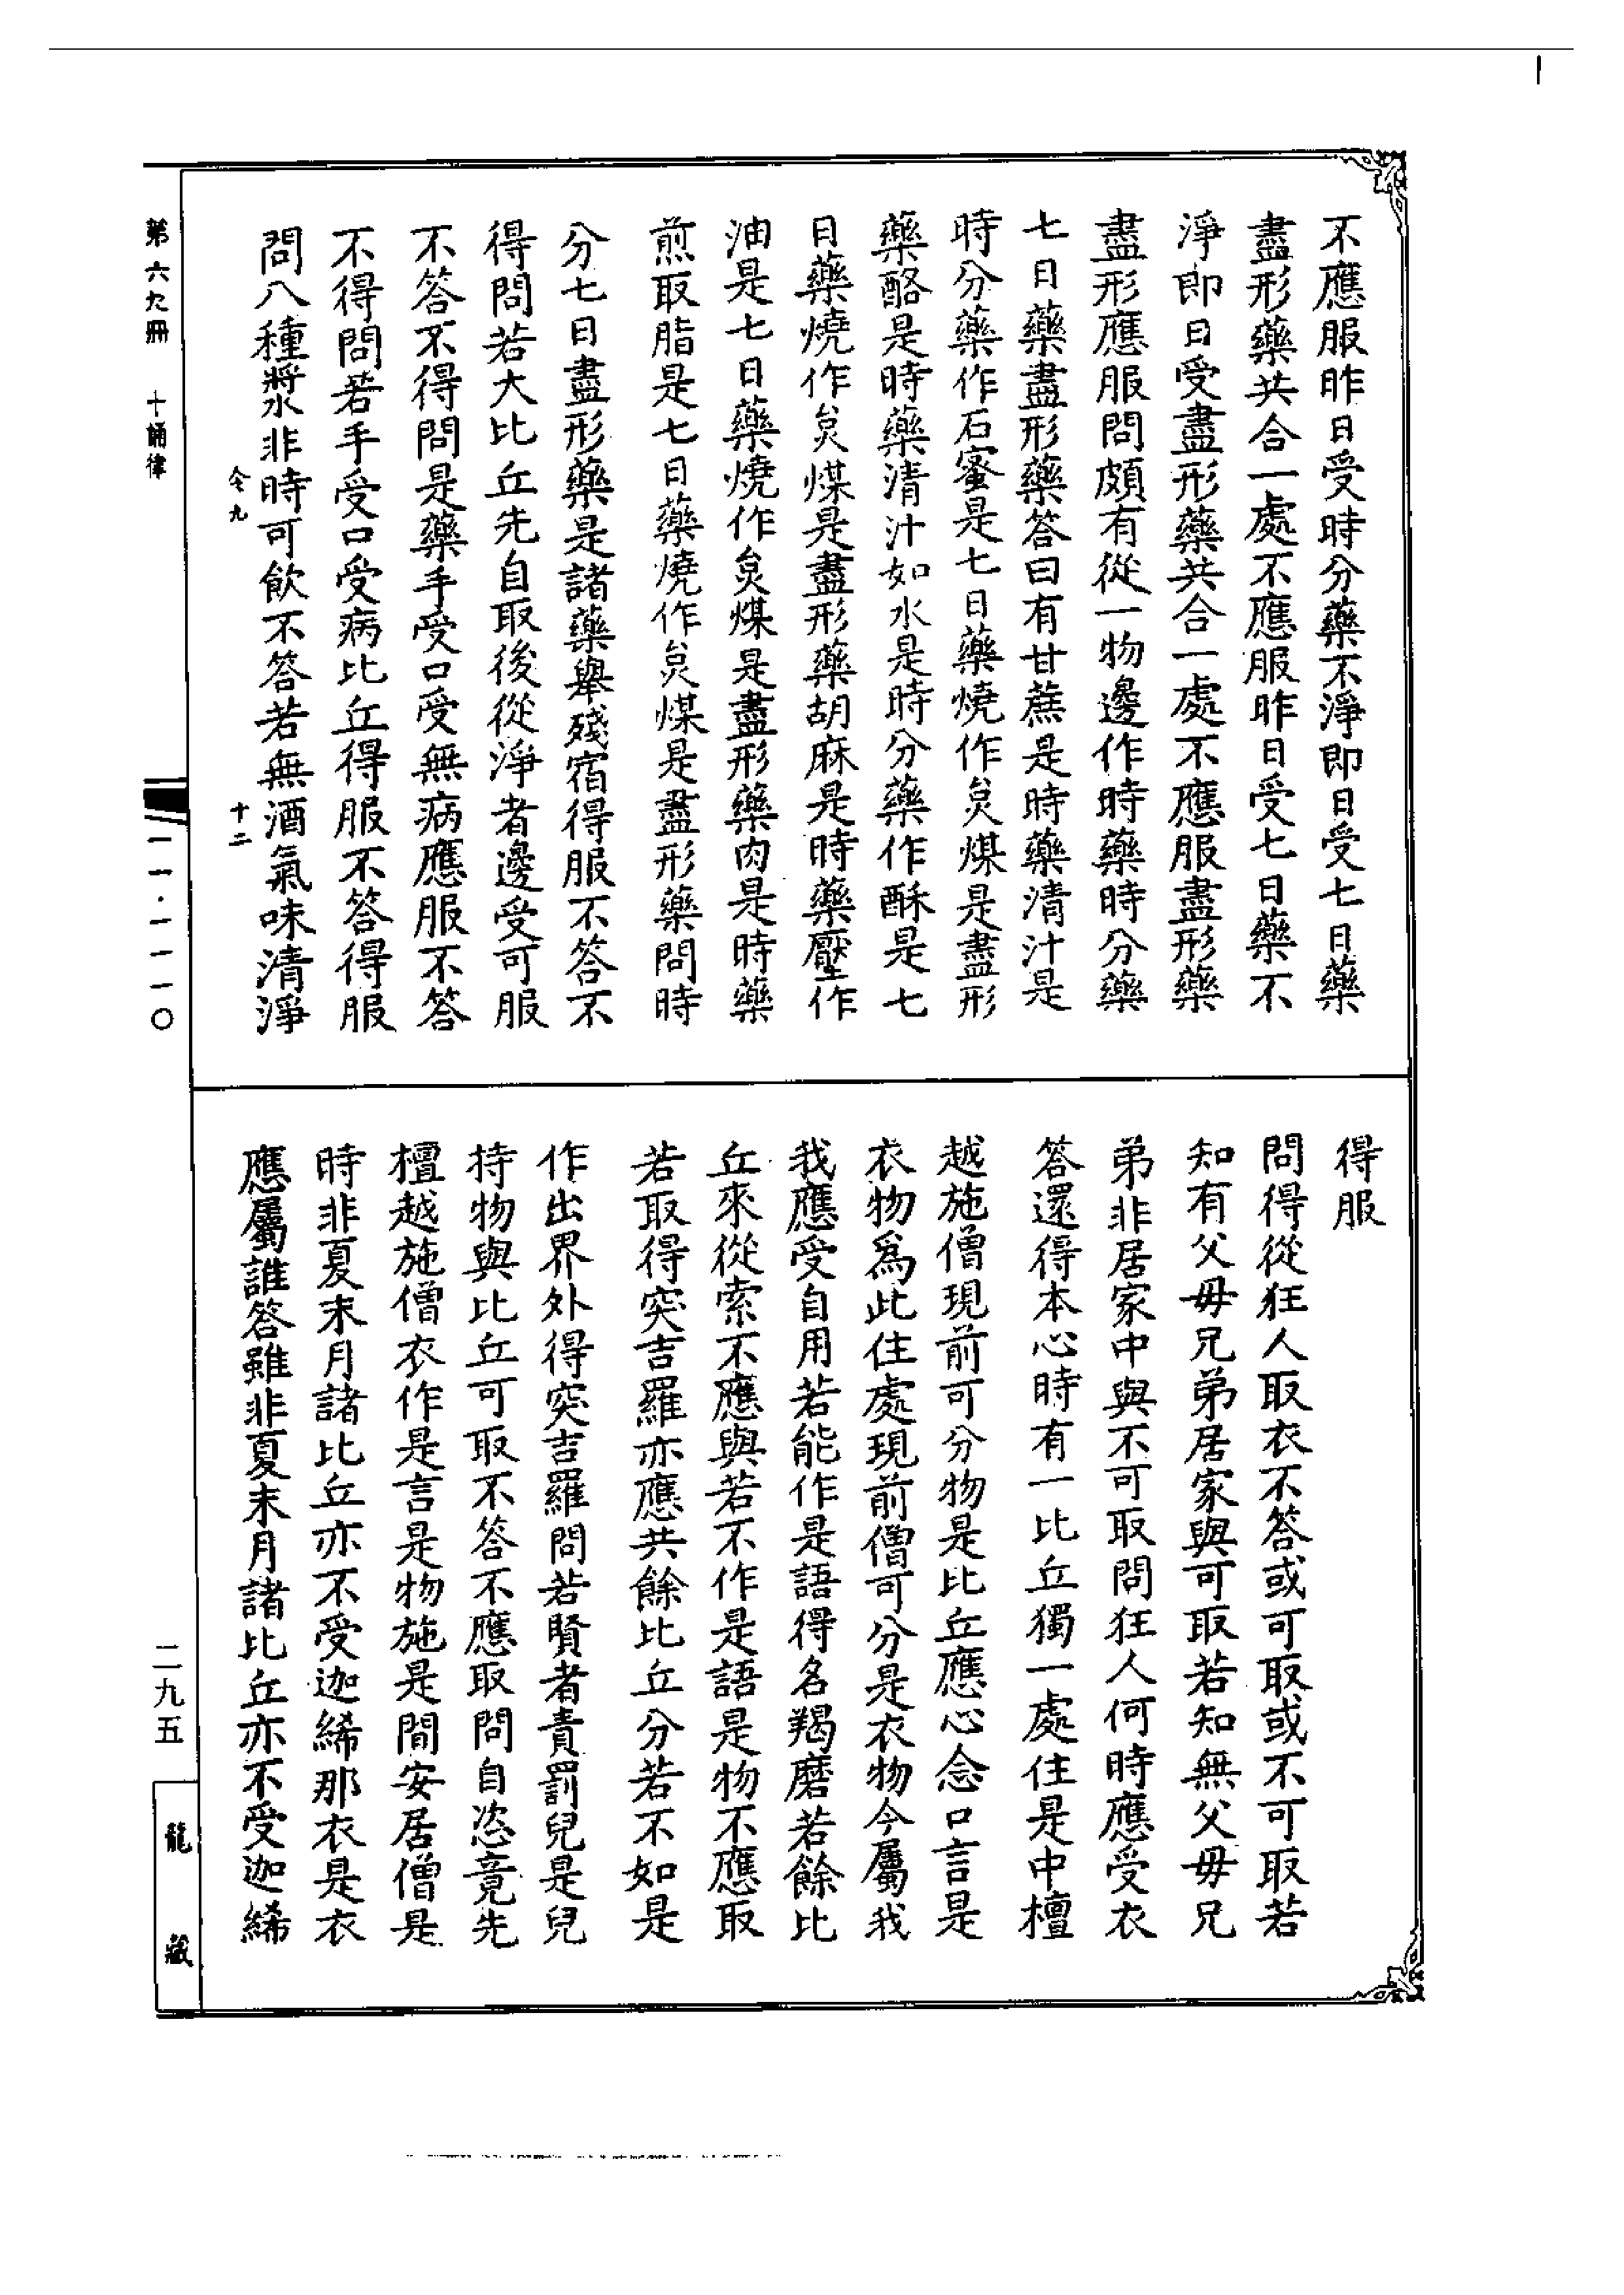 不應服昨日受時分藥不淨即日受七日藥
盡形藥共合一處不應服昨日受七日藥不
淨即日受盡形藥共合一處不應服盡形藥
盡形應服問頗有從一物邊作時藥時分藥
七日藥盡形藥答曰有甘蔗是時藥清汁是
時分藥作石蜜是七日藥燒作炱煤是盡形
藥酪是時藥清汁如水是時分藥作酥是七
日藥燒作炱煤是盡形藥胡麻是時藥壓作
油是七日藥燒作炱煤是盡形藥肉是時藥
煎取脂是七日藥燒作炱煤是盡形藥問時
分七日盡形藥是諸藥舉殘宿得服不答不
得問若大比丘先自取後從淨者邊受可服
不答不得問是藥手受口受無病應服不答
不得問若手受口受病比丘得服不答得服
問八種漿非時可飲不答若無酒氣味清淨
得服
問得從狂人取衣不答或可取或不可取若
知有父母兄弟居家與可取若知無父母兄
弟非居家中與不可取問狂人何時應受衣
答還得本心時有一比丘獨一處住是中檀
越施僧現前可分物是比丘應心念口言是
衣物爲此住處現前僧可分是衣物今屬我
我應受自用若能作是語得名羯磨若餘比
丘來從索不應與若不作是語是物不應取
若取得突吉羅亦應共餘比丘分若不如是
作出界外得突吉羅問若賢者責罰兒是兒
持物與比丘可取不答不應取問自恣竟先
檀越施僧衣作是言是物施是間安居僧是
時非夏末月諸比丘亦不受迦絺那衣是衣
應屬誰答雖非夏末月諸比丘亦不受迦絺
第六九冊 十誦律
令九 十二
一一·一一一〇
二九五
龍藏